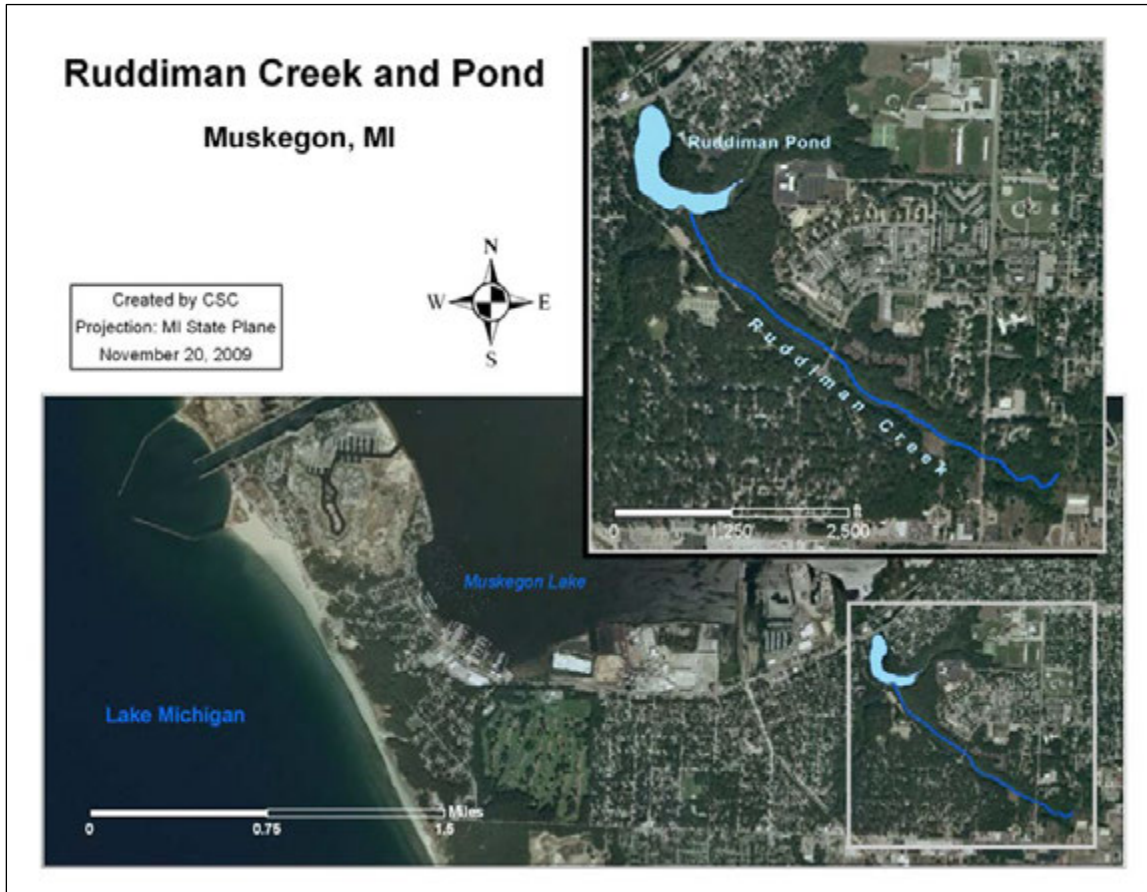 Ruddiman Creek and Pond
Muskegon, MI
N
W E
S
Created by CSC
Projection: MI State Plane
November 20, 2009
Ruddiman Pond
Ruddiman Creek
ft
0 1,250 2,500
Muskegon Lake
Lake Michigan
Miles
0 0.75 1.5